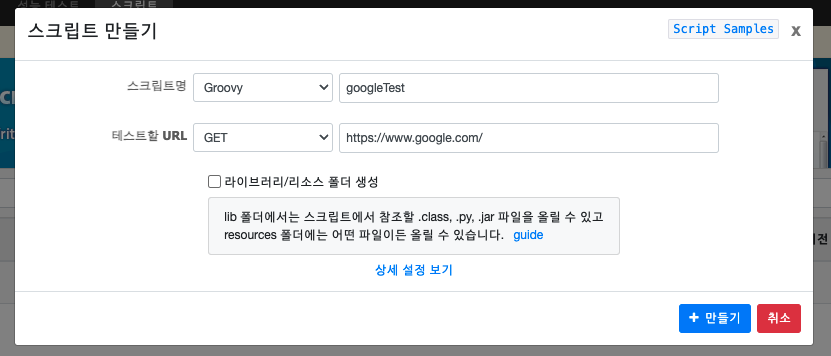 성능 테스트 스크립트
스크립트 만들기 Script Samples x
스크립트명 Groovy googleTest
테스트할 URL GET https://www.google.com/
라이브러리/리소스 폴더 생성
lib 폴더에서는 스크립트에서 참조할 .class, .py, .jar 파일을 올릴 수 있고
resources 폴더에는 어떤 파일이든 올릴 수 있습니다. guide
상세 설정 보기
+ 만들기 취소